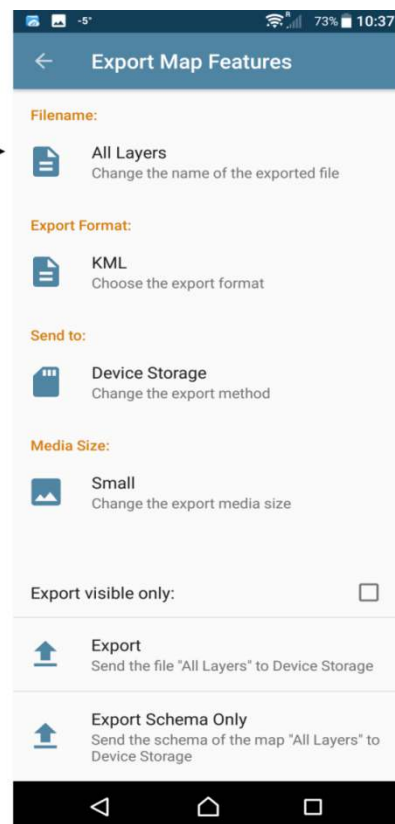 -5° R 73% 10:37
Export Map Features
Filename:
All Layers
Change the name of the exported file
Export Format:
KML
Choose the export format
Send to:
Device Storage
Change the export method
Media Size:
Small
Change the export media size
Export visible only:
Export
Send the file "All Layers" to Device Storage
Export Schema Only
Send the schema of the map "All Layers" to
Device Storage